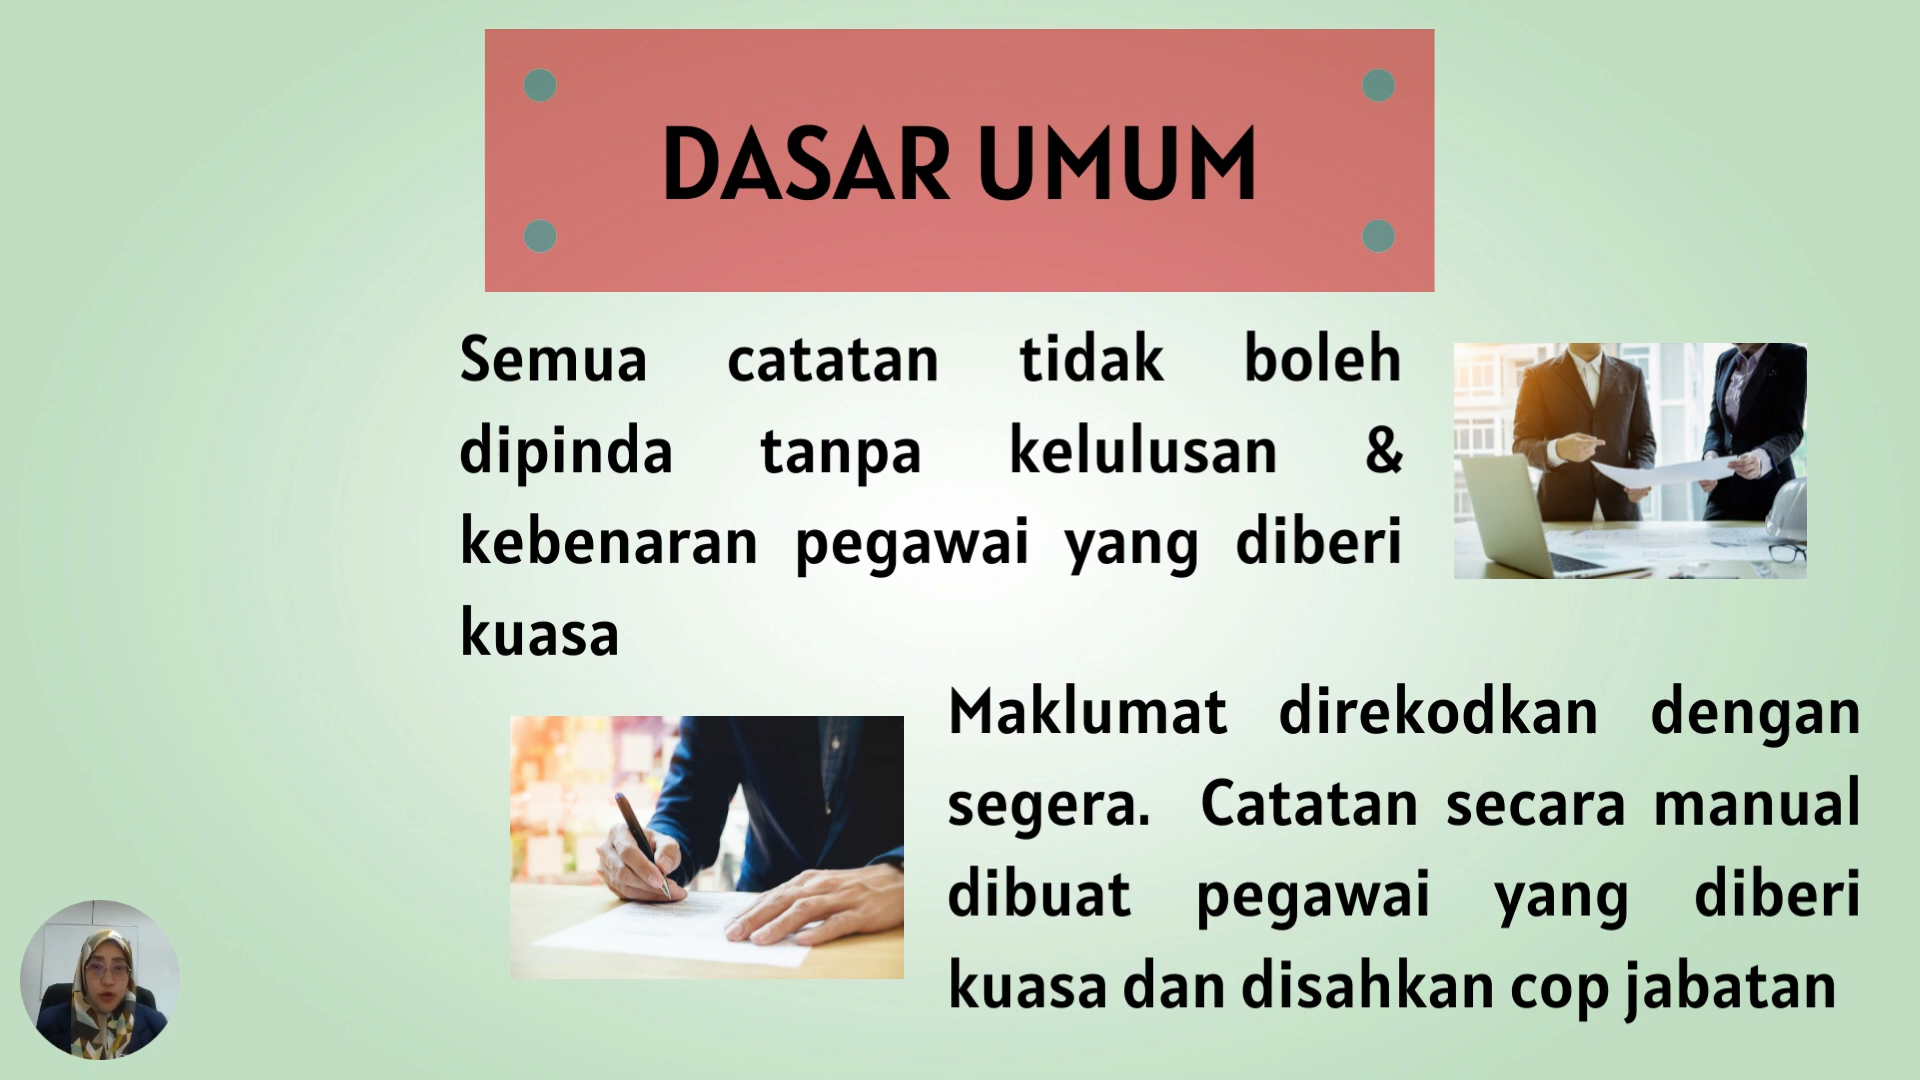 DASAR UMUM
Semua catatan tidak boleh
dipinda tanpa kelulusan &
kebenaran pegawai yang diberi
kuasa
Maklumat direkodkan dengan
segera. Catatan secara manual
dibuat pegawai yang diberi
kuasa dan disahkan cop jabatan